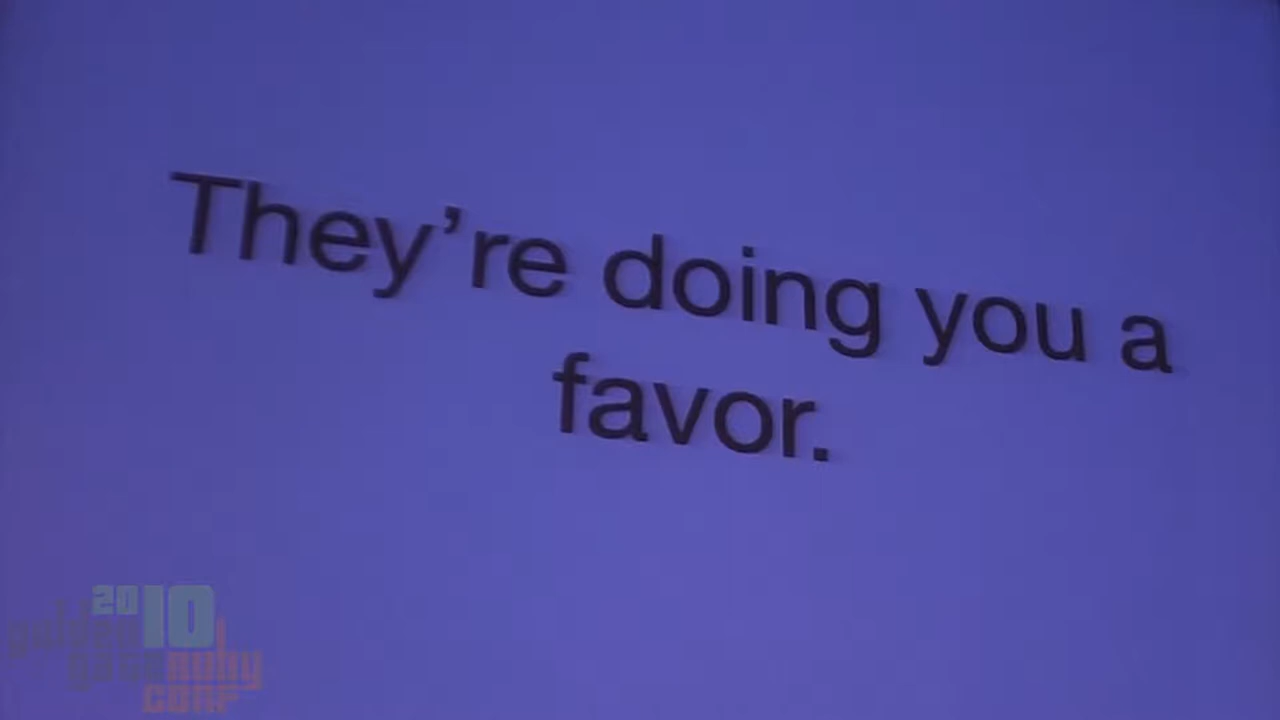 They’re doing you a
favor.
2010
golden
gate ruby
conf